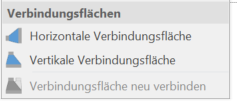 Verbindungsflächen
Horizontale Verbindungsfläche
Vertikale Verbindungsfläche
Verbindungsfläche neu verbinden